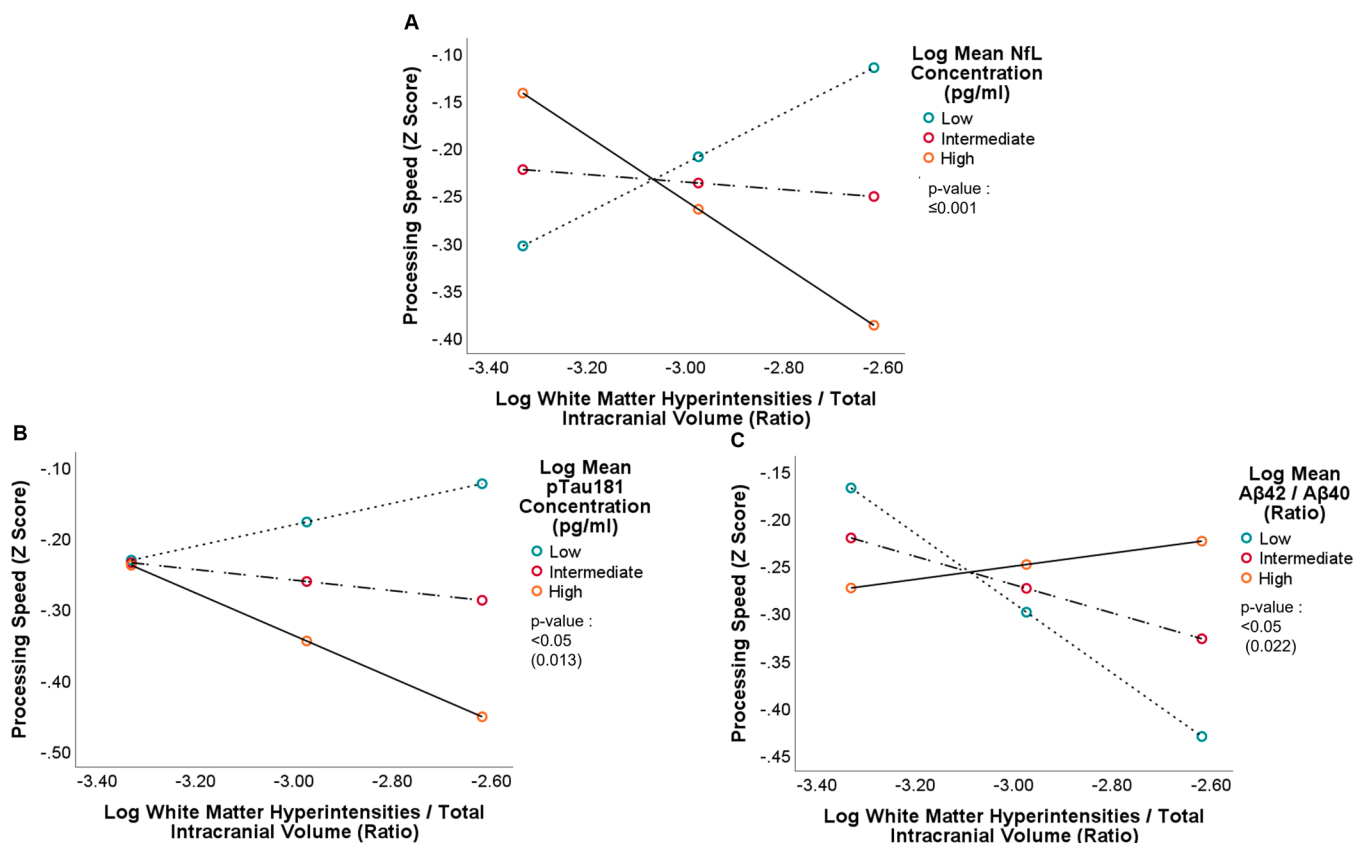 A
Processing Speed (Z Score)
-.10
-.15
-.20
-.25
-.30
-.35
-.40
-3.40 -3.20 -3.00 -2.80 -2.60
Log White Matter Hyperintensities / Total
Intracranial Volume (Ratio)
Log Mean NfL
Concentration
(pg/ml)
Low
Intermediate
High
p-value :
≤0.001
B
Processing Speed (Z Score)
-.10
-.20
-.30
-.40
-.50
-3.40 -3.20 -3.00 -2.80 -2.60
Log White Matter Hyperintensities / Total
Intracranial Volume (Ratio)
Log Mean
pTau181
Concentration
(pg/ml)
Low
Intermediate
High
p-value :
<0.05
(0.013)
C
Processing Speed (Z Score)
-.15
-.20
-.25
-.30
-.35
-.40
-.45
-3.40 -3.20 -3.00 -2.80 -2.60
Log White Matter Hyperintensities / Total
Intracranial Volume (Ratio)
Log Mean
Aβ42 / Aβ40
(Ratio)
Low
Intermediate
High
p-value :
<0.05
(0.022)